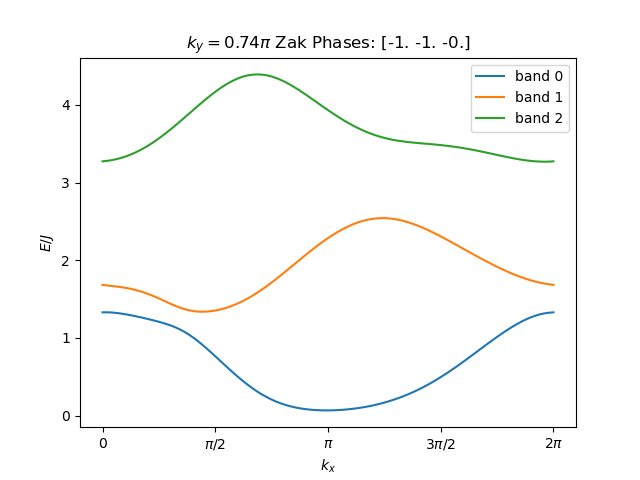 $k_y = 0.74\pi$ Zak Phases: [-1. -1. -0.]
band 0
band 1
band 2
E/J
4
3
2
1
0
0
π/2
π
3π/2
2π
$k_x$